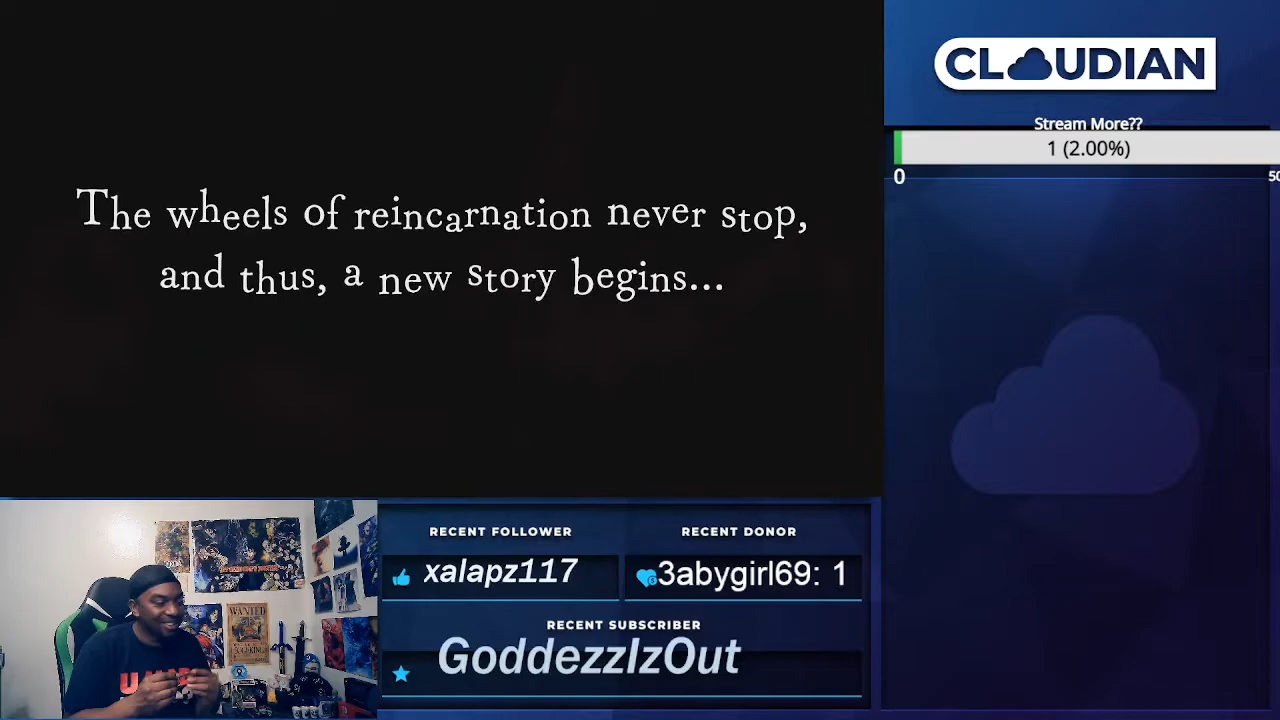 The wheels of reincarnation never stop,
and thus, a new story begins...
CLOUDIAN
Stream More??
1 (2.00%)
0
50
RECENT FOLLOWER
xalapz117
RECENT DONOR
3abygirl69: 1
RECENT SUBSCRIBER
GoddezzIzOut
WANTED